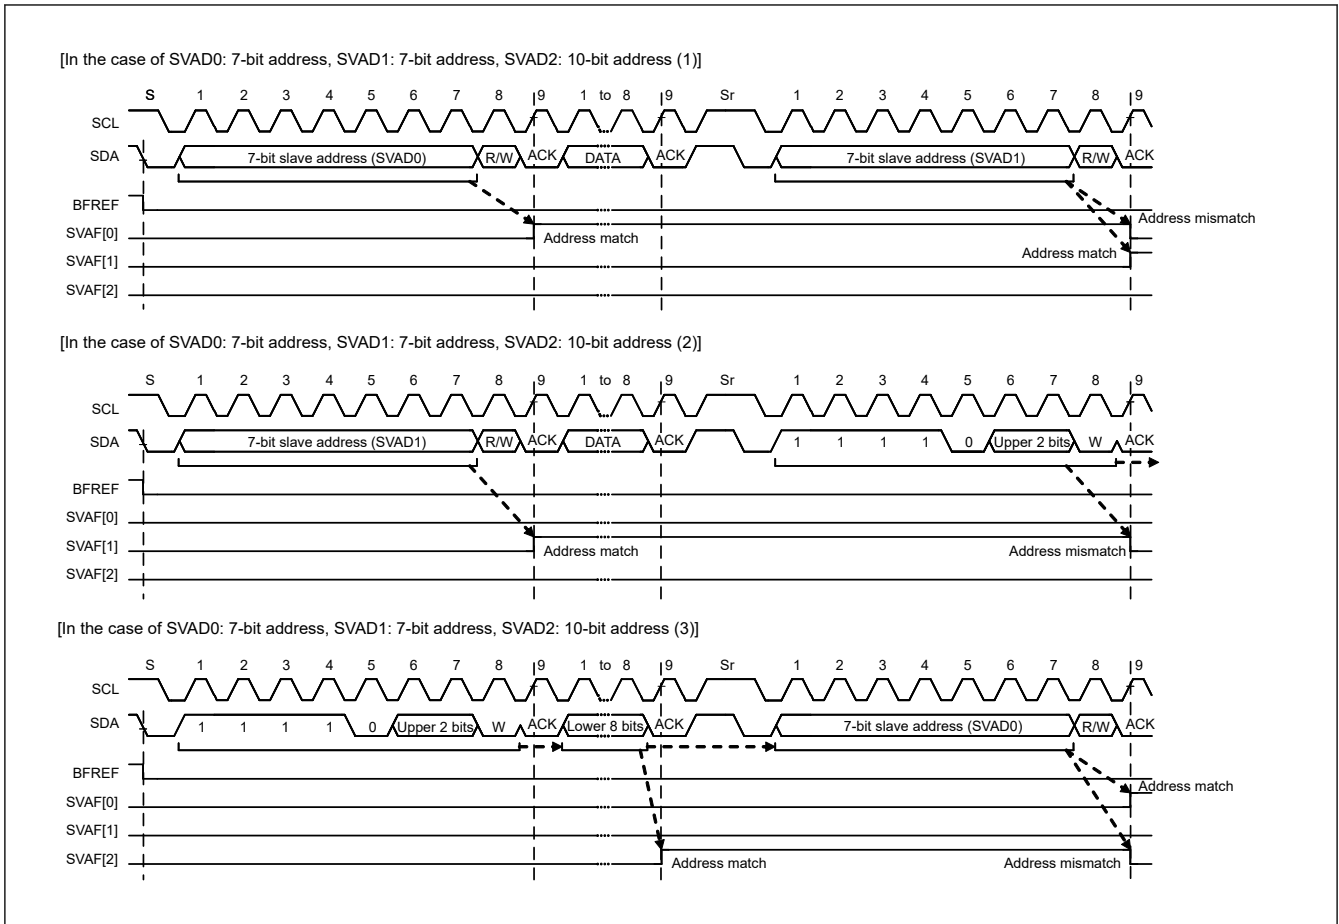 [In the case of SVAD0: 7-bit address, SVAD1: 7-bit address, SVAD2: 10-bit address (1)]
S 1 2 3 4 5 6 7 8 9 1 to 8 9 Sr 1 2 3 4 5 6 7 8 9
SCL
SDA 7-bit slave address (SVAD0) R/W ACK DATA ACK 7-bit slave address (SVAD1) R/W ACK
BFREF
Address mismatch
SVAF[0] Address match
SVAF[1] Address match
SVAF[2]
[In the case of SVAD0: 7-bit address, SVAD1: 7-bit address, SVAD2: 10-bit address (2)]
S 1 2 3 4 5 6 7 8 9 1 to 8 9 Sr 1 2 3 4 5 6 7 8 9
SCL
SDA 7-bit slave address (SVAD1) R/W ACK DATA ACK 1 1 1 1 0 Upper 2 bits W ACK
BFREF
SVAF[0]
SVAF[1] Address match Address mismatch
SVAF[2]
[In the case of SVAD0: 7-bit address, SVAD1: 7-bit address, SVAD2: 10-bit address (3)]
S 1 2 3 4 5 6 7 8 9 1 to 8 9 Sr 1 2 3 4 5 6 7 8 9
SCL
SDA 1 1 1 1 0 Upper 2 bits W ACK Lower 8 bits ACK 7-bit slave address (SVAD0) R/W ACK
BFREF
Address match
SVAF[0]
SVAF[1]
SVAF[2] Address match Address mismatch